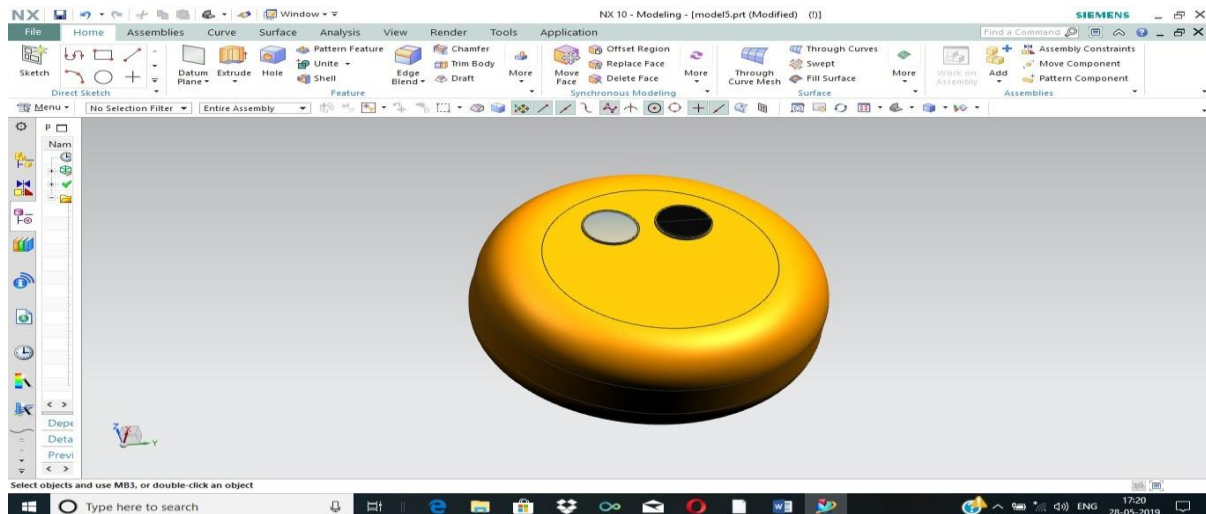 NX Window NX 10 - Modeling - [model5.prt (Modified) (!)] SIEMENS
File Home Assemblies Curve Surface Analysis View Render Tools Application Find a Command
Pattern Feature Chamfer Offset Region Through Curves Assembly Constraints
Unite Trim Body Replace Face Swept Move Component
Shell Draft Delete Face Fill Surface Pattern Component
Sketch Datum Plane Extrude Hole Edge Blend More Move Face More Through Curve Mesh More Work on Assembly Add
Direct Sketch Feature Synchronous Modeling Surface Assemblies
Menu No Selection Filter Entire Assembly
P
Nam
Z X Y
Depe
Deta
Previ
Select objects and use MB3, or double-click an object
Type here to search ENG 17:20
28-05-2019